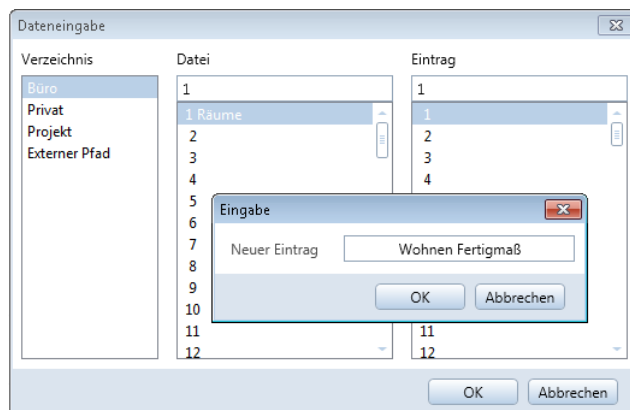 Dateneingabe
Verzeichnis
Büro
Privat
Projekt
Externer Pfad
Datei
1
1 Räume
2
3
4
5
6
7
8
9
10
11
12
Eintrag
1
1
2
3
4
11
12
Eingabe
Neuer Eintrag Wohnen Fertigmaß
OK Abbrechen
OK Abbrechen